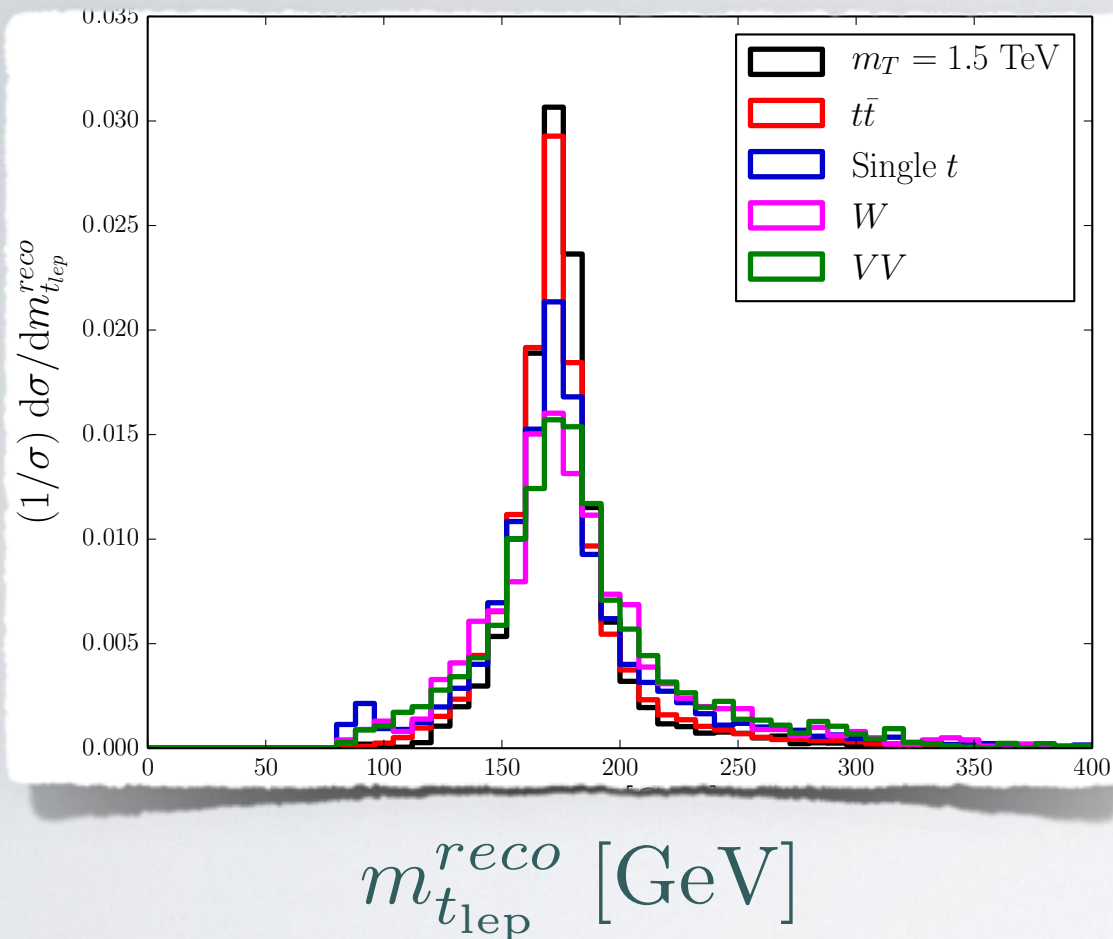 0.035
0.030
0.025
0.020
0.015
0.010
0.005
0.000
(1/σ) dσ/dm_{t_{lep}}^{reco}
m_T = 1.5 TeV
tt̄
Single t
W
VV
0 50 100 150 200 250 300 350 400
m_{t_{lep}}^{reco} [GeV]